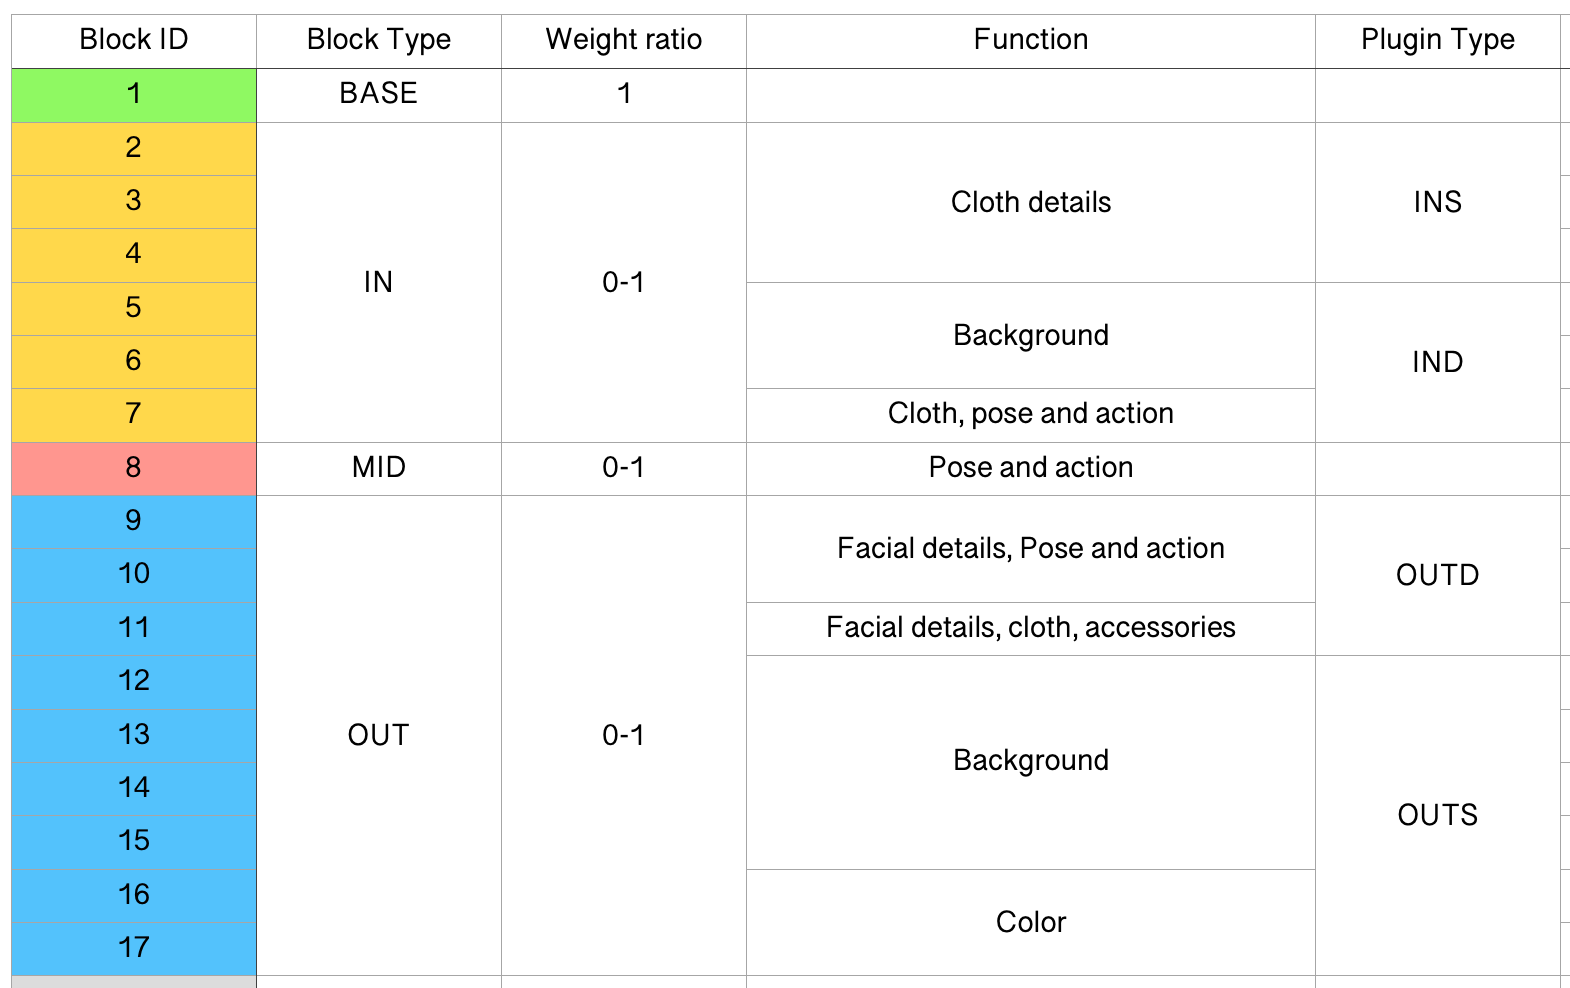 Block ID Block Type Weight ratio Function Plugin Type
1 BASE 1
2
3 Cloth details INS
4
IN 0-1
5
Background
6 IND
7 Cloth, pose and action
8 MID 0-1 Pose and action
9
Facial details, Pose and action
10 OUTD
11 Facial details, cloth, accessories
12
13 OUT 0-1
Background
14
OUTS
15
16
Color
17